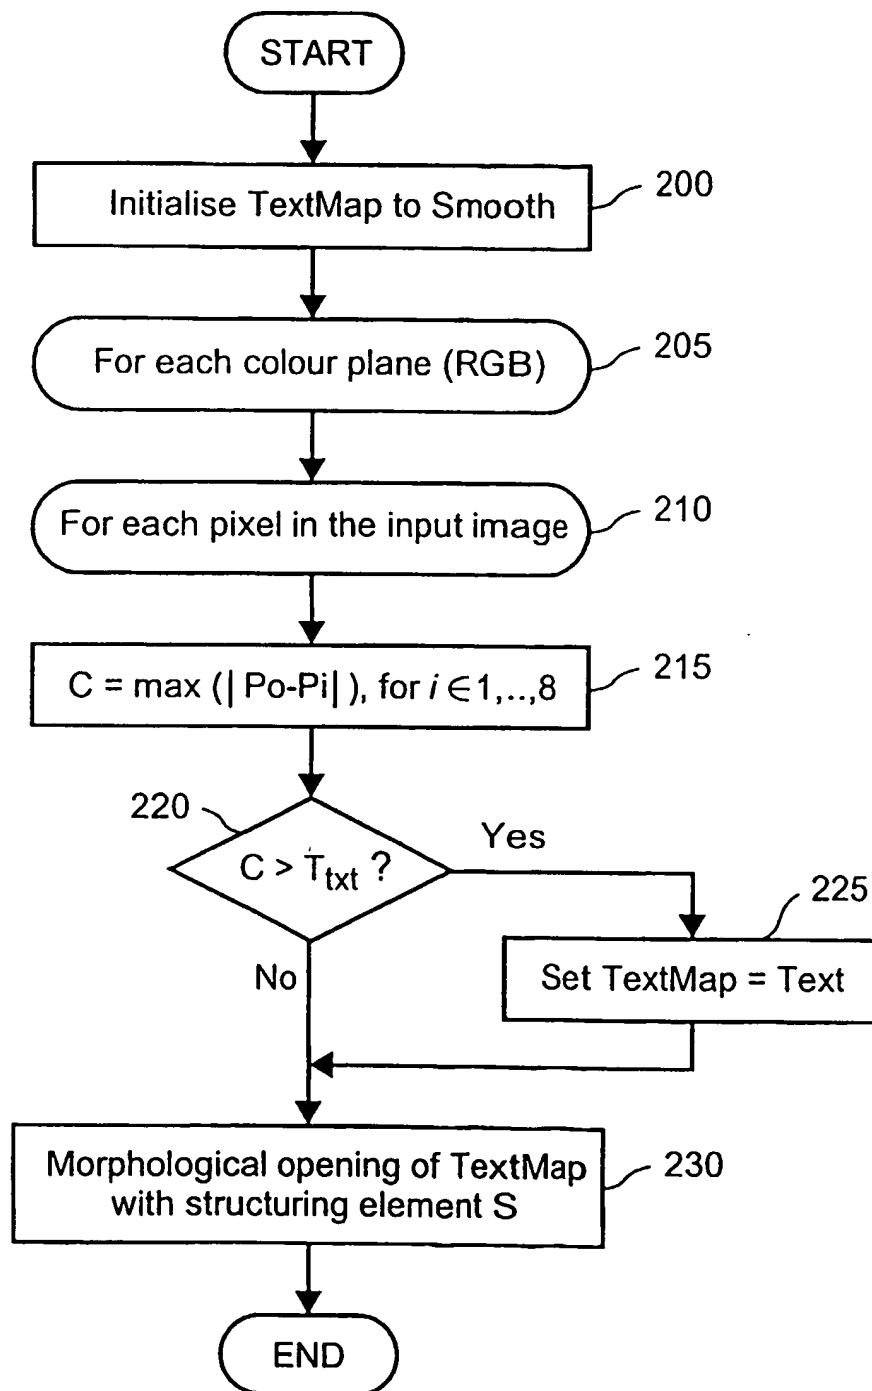 START
Initialise TextMap to Smooth
200
For each colour plane (RGB)
205
For each pixel in the input image
210
C = max (| Po-Pi| ), for i ∈1,..,8
215
220
C > Ttxt ?
Yes
225
No
Set TextMap = Text
Morphological opening of TextMap
with structuring element S
230
END